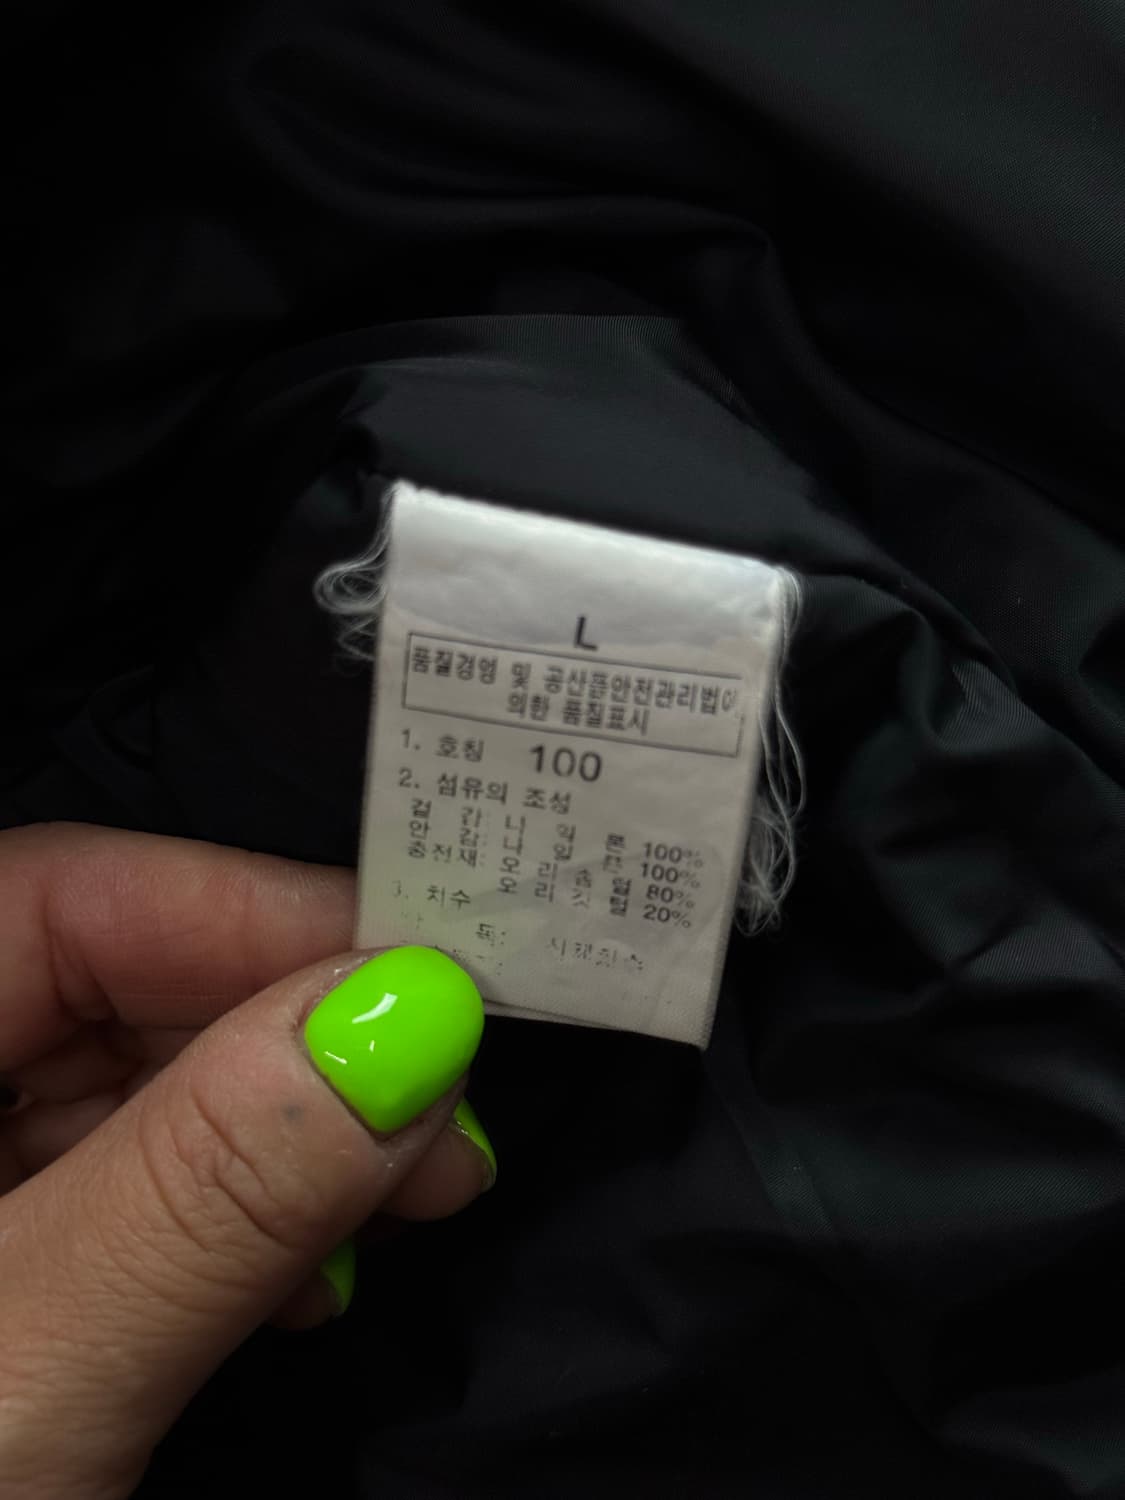 L
품질경영 및 공산품안전관리법에
의한 품질표시
1. 호칭 100
2. 섬유의 조성
겉 감 나 일 론 100%
안 감 나 일 론 100%
충 전 재 오 리 솜 털 80%
오 리 깃 털 20%
3. 치수